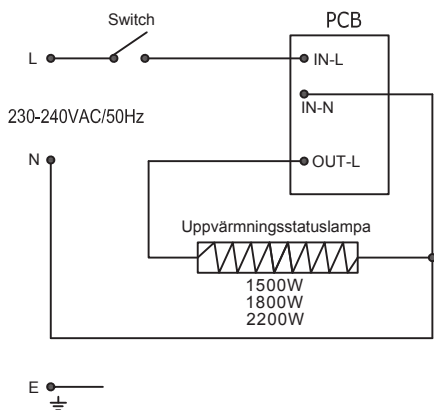 Switch
PCB
L
IN-L
IN-N
230-240VAC/50Hz
N
OUT-L
Uppvärmningsstatuslampa
1500W
1800W
2200W
E